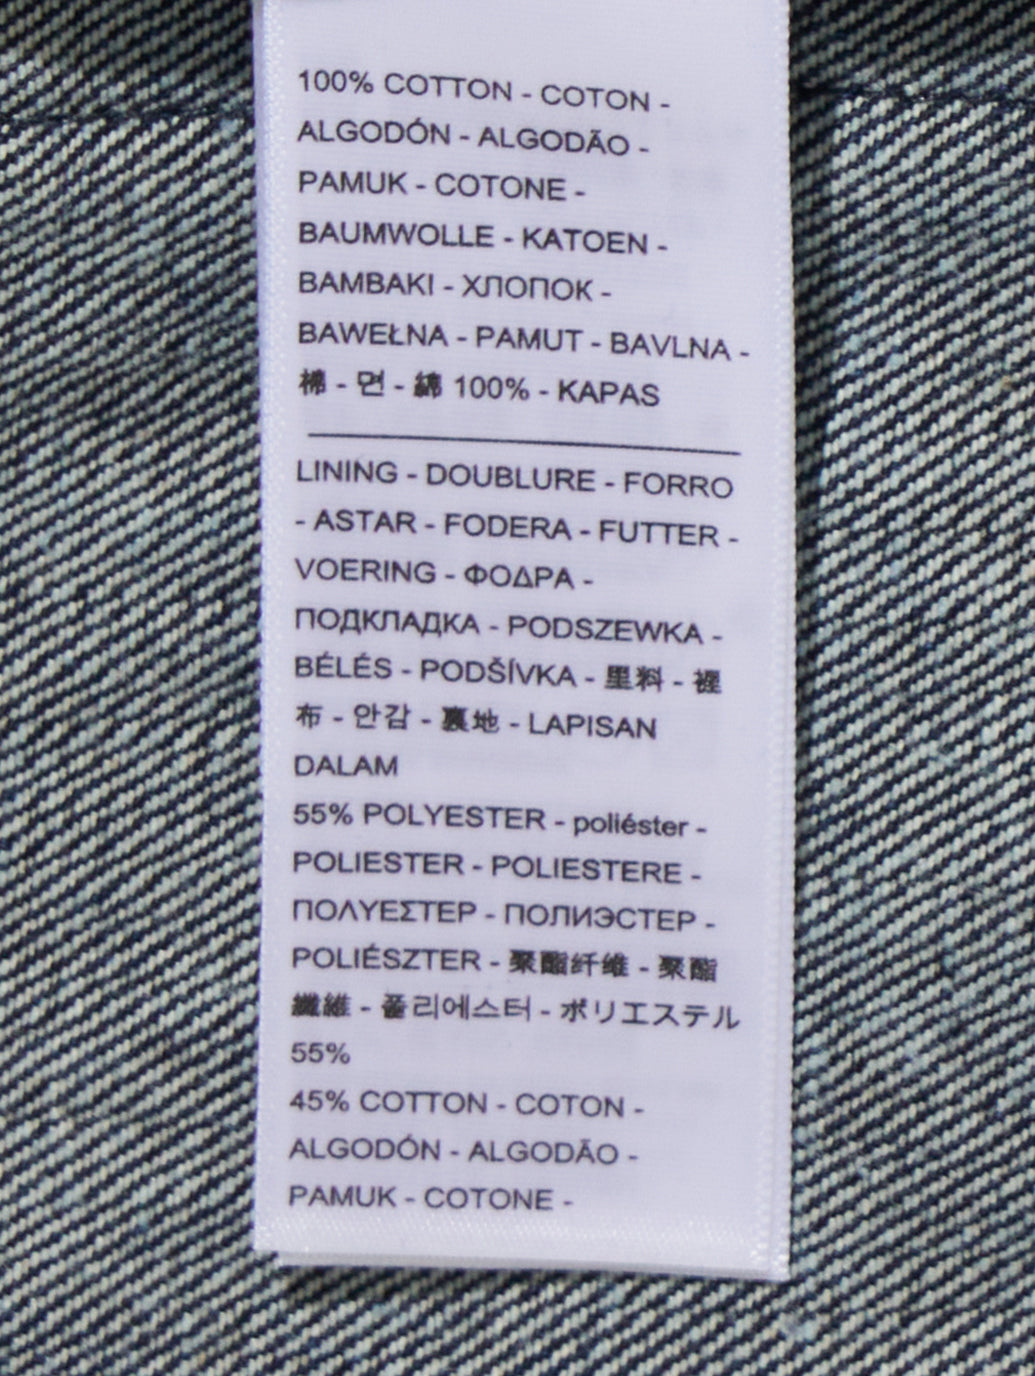 100% COTTON - COTON -
ALGODÓN - ALGODÃO -
PAMUK - COTONE -
BAUMWOLLE - KATOEN -
BAMBAKI - ХЛОПОК -
BAWEŁNA - PAMUT - BAVLNA -
棉 - 면 - 綿 100% - KAPAS
LINING - DOUBLURE - FORRO
- ASTAR - FODERA - FUTTER -
VOERING - ΦΟΔΡΑ -
ПОДКЛАДКА - PODSZEWKA -
BÉLÉS - PODŠÍVKA - 里料 - 裡
布 - 안감 - 裏地 - LAPISAN
DALAM
55% POLYESTER - poliéster -
POLIESTER - POLIESTERE -
ΠΟΛΥΕΣΤΕΡ - ПОЛИЭСТЕР -
POLIÉSZTER - 聚酯纤维 - 聚酯
纖維 - 폴리에스터 - ポリエステル
55%
45% COTTON - COTON -
ALGODÓN - ALGODÃO -
PAMUK - COTONE -